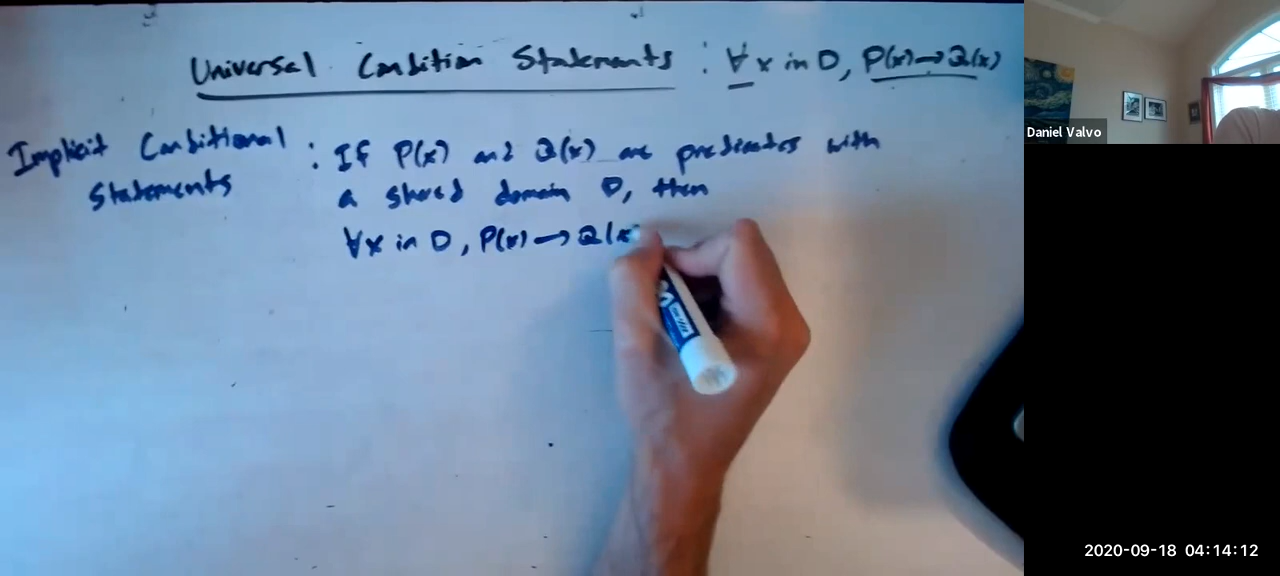 Universal Condition Statements : ∀ x in D, P(x)→Q(x)
Implicit Conditional Statements : If P(x) and Q(x) are predicates with
a shared domain D, then
∀x in D, P(x)→Q(x
Daniel Valvo
2020-09-18 04:14:12